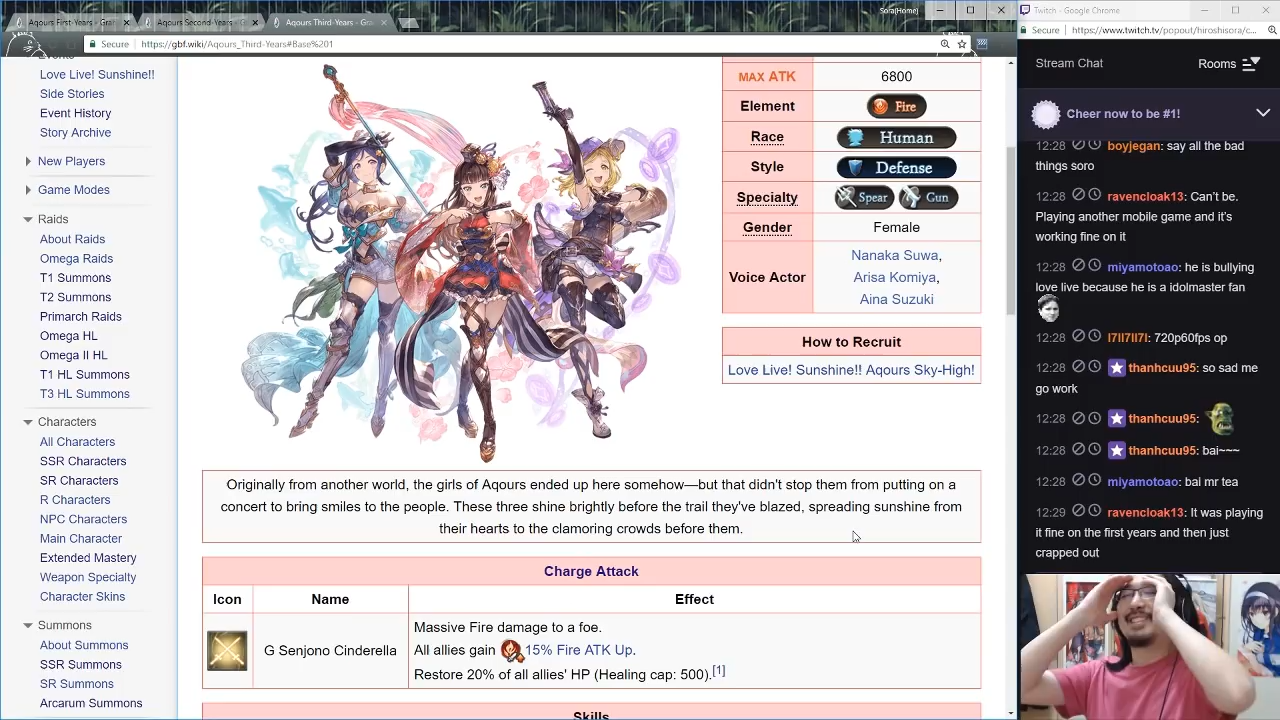 Aqours First-Years - Gra
Aqours Second-Years - G
Aqours Third-Years - Gra
Sora(Home)
Twitch - Google Chrome
Secure
https://gbf.wiki/Aqours_Third-Years#Base%201
Secure
https://www.twitch.tv/popout/hiroshisora/c...
Events
Love Live! Sunshine!!
Side Stories
Event History
Story Archive
New Players
Game Modes
Raids
About Raids
Omega Raids
T1 Summons
T2 Summons
Primarch Raids
Omega HL
Omega II HL
T1 HL Summons
T3 HL Summons
Characters
All Characters
SSR Characters
SR Characters
R Characters
NPC Characters
Main Character
Extended Mastery
Weapon Specialty
Character Skins
Summons
About Summons
SSR Summons
SR Summons
Arcarum Summons
MAX ATK
6800
Element
Fire
Race
Human
Style
Defense
Specialty
Spear
Gun
Gender
Female
Voice Actor
Nanaka Suwa,
Arisa Komiya,
Aina Suzuki
How to Recruit
Love Live! Sunshine!! Aqours Sky-High!
Originally from another world, the girls of Aqours ended up here somehow—but that didn't stop them from putting on a
concert to bring smiles to the people. These three shine brightly before the trail they've blazed, spreading sunshine from
their hearts to the clamoring crowds before them.
Charge Attack
Icon
Name
Effect
G Senjono Cinderella
Massive Fire damage to a foe.
All allies gain 15% Fire ATK Up.
Restore 20% of all allies' HP (Healing cap: 500).[1]
Skills
Stream Chat
Rooms
Cheer now to be #1!
12:28 boyjegan: say all the bad
things soro
12:28 ravencloak13: Can't be.
Playing another mobile game and it's
working fine on it
12:28 miyamotoao: he is bullying
love live because he is a idolmaster fan
12:28 l7ll7ll7l: 720p60fps op
12:28 thanhcuu95: so sad me
go work
12:28 thanhcuu95:
12:28 thanhcuu95: bai~~~
12:28 miyamotoao: bai mr tea
12:29 ravencloak13: It was playing
it fine on the first years and then just
crapped out